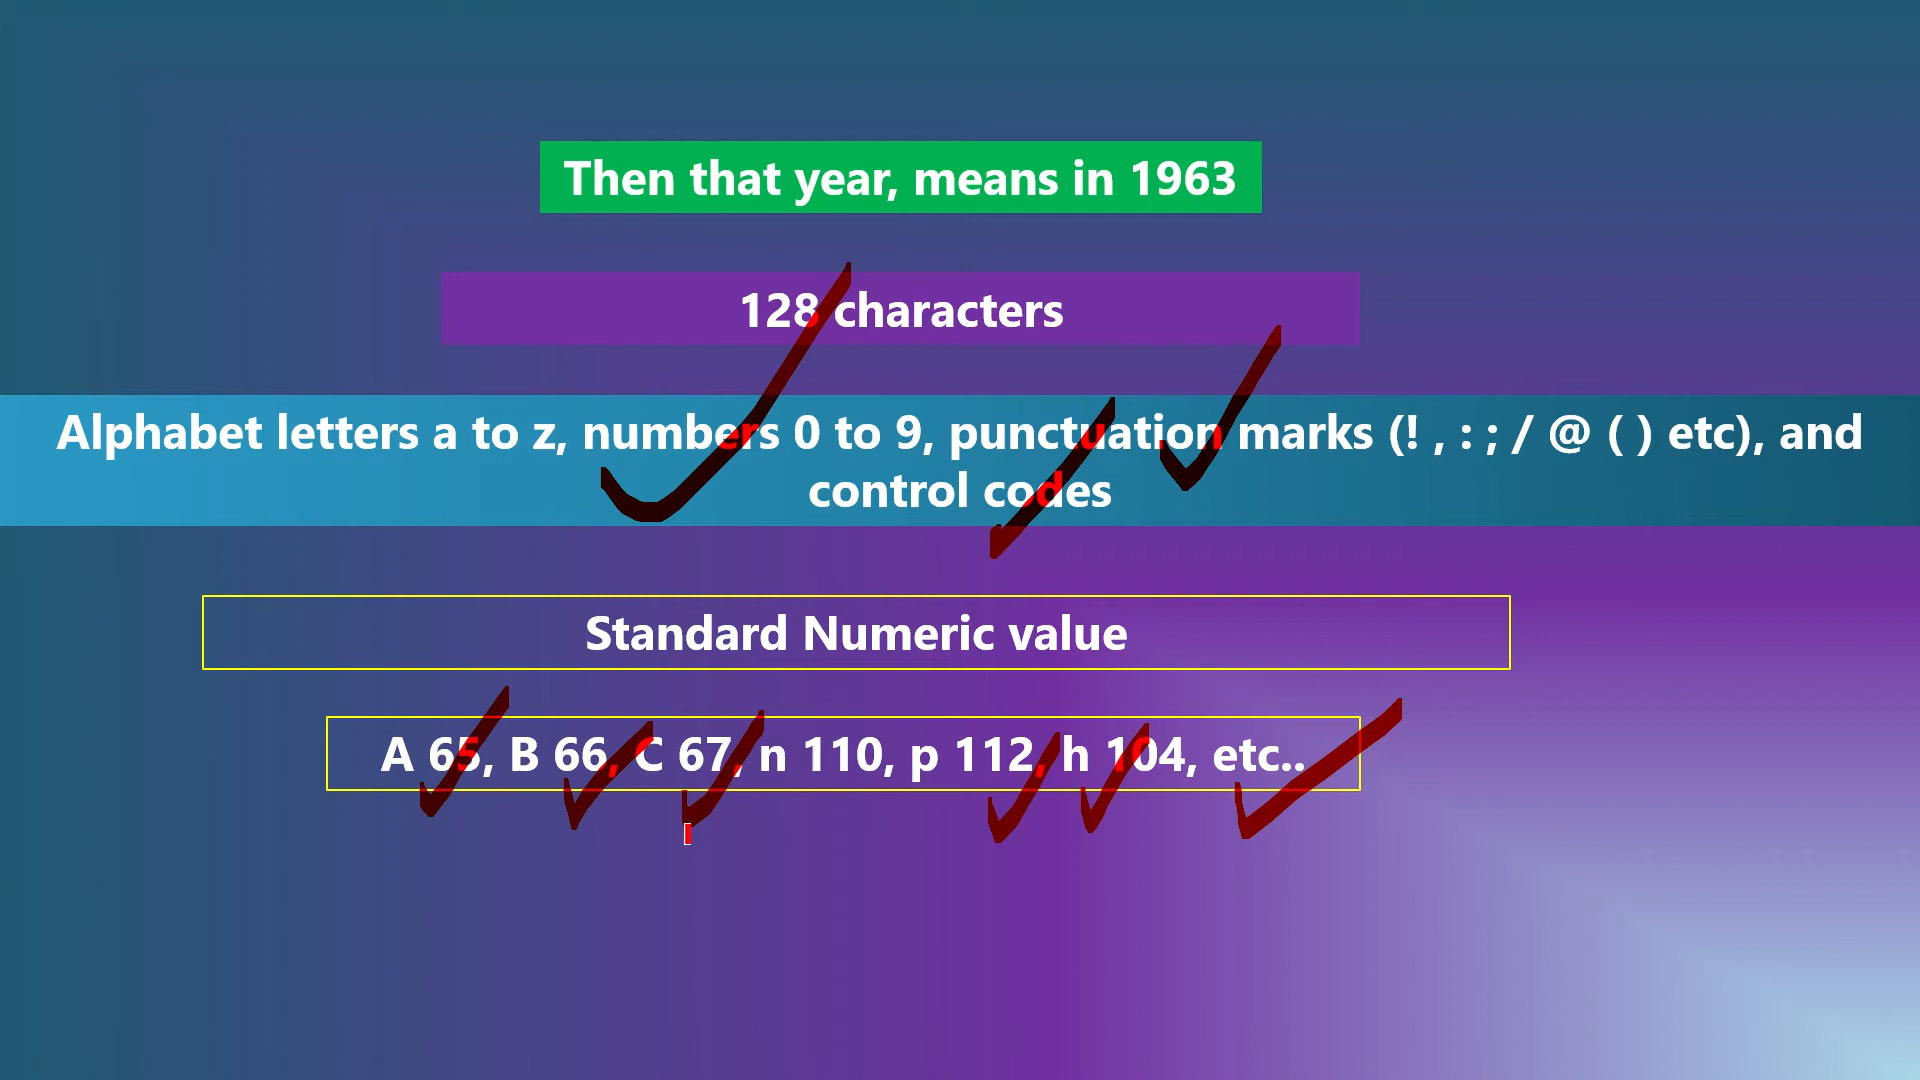 Then that year, means in 1963
128 characters
Alphabet letters a to z, numbers 0 to 9, punctuation marks (! , : ; / @ ( ) etc), and
control codes
Standard Numeric value
A 65, B 66, C 67, n 110, p 112, h 104, etc..